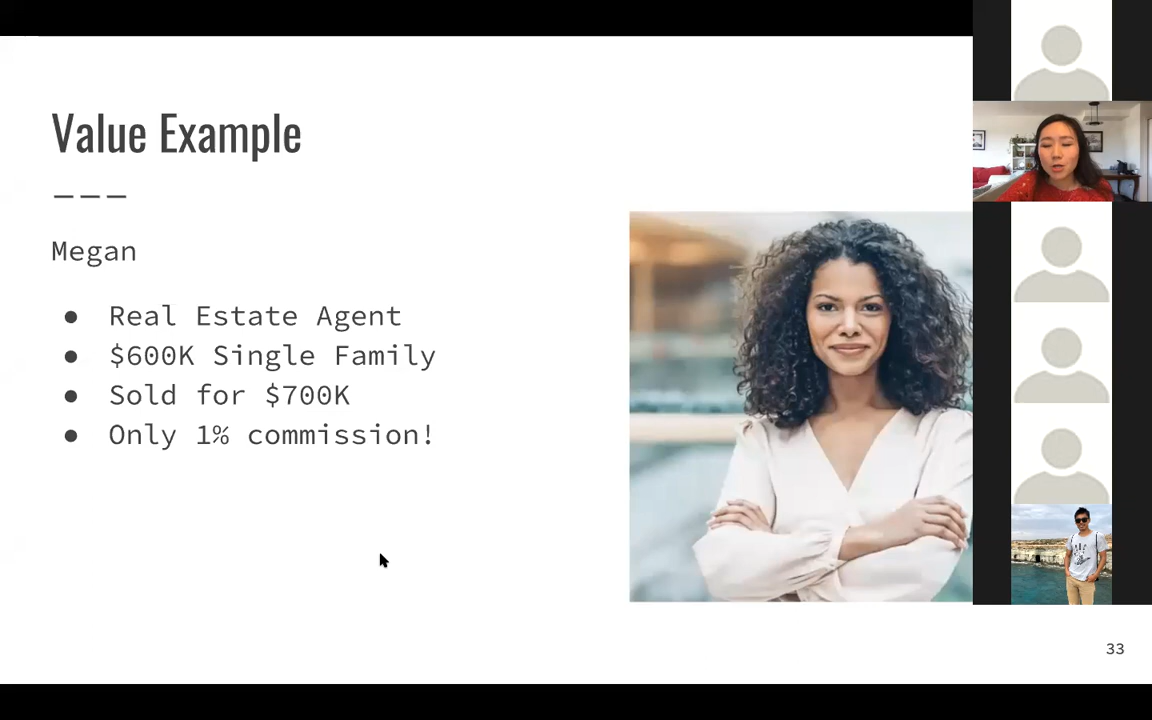 Value Example
Megan
● Real Estate Agent
● $600K Single Family
● Sold for $700K
● Only 1% commission!
33